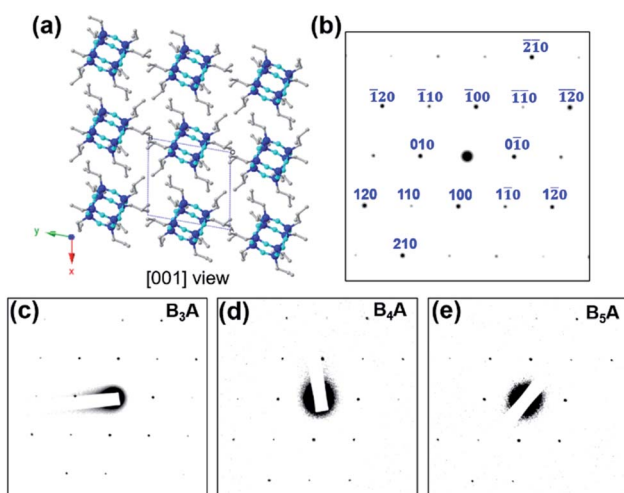 (a)
y
x
[001] view
(b)
2̄1̄0
1̄20 1̄10 1̄00 1̄1̄0 1̄2̄0
010 01̄0
120 110 100 11̄0 12̄0
210
(c) B₃A
(d) B₄A
(e) B₅A